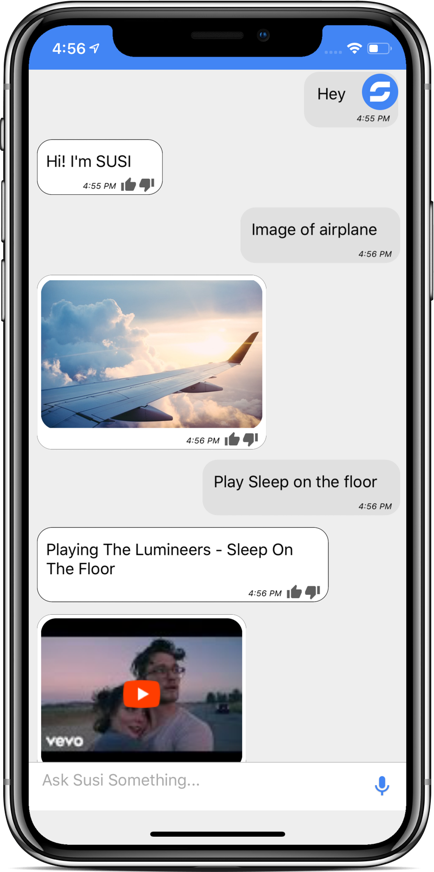 4:56
Hey
4:55 PM
Hi! I'm SUSI
4:55 PM
Image of airplane
4:56 PM
4:56 PM
Play Sleep on the floor
4:56 PM
Playing The Lumineers - Sleep On
The Floor
4:56 PM
vevo
Ask Susi Something...